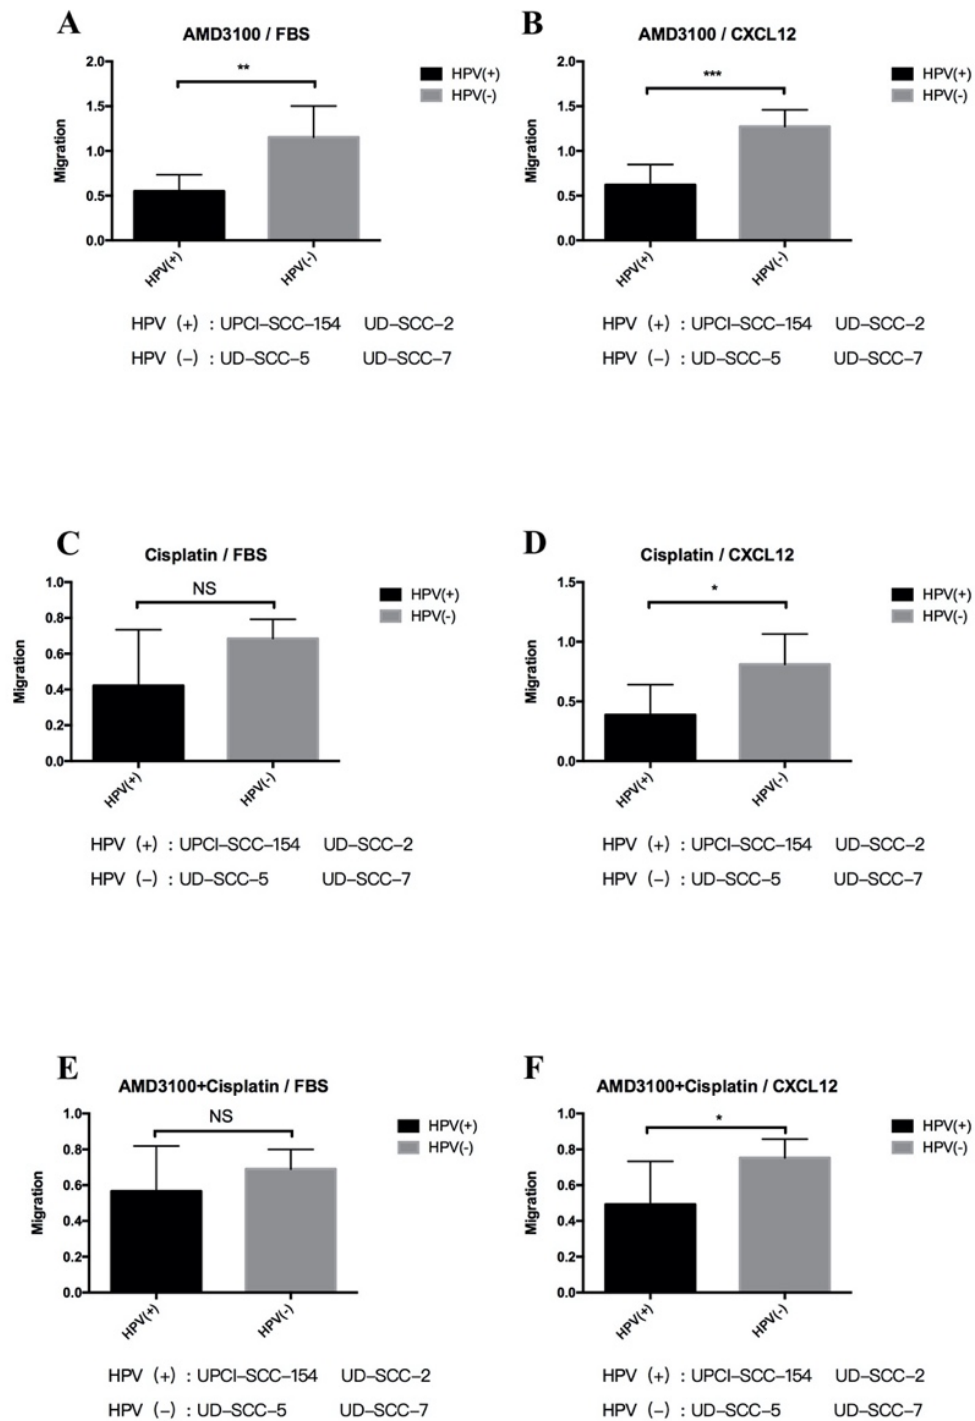 A
AMD3100 / FBS
2.0
1.5
1.0
0.5
0.0
Migration
**
HPV(+)
HPV(-)
HPV(+)
HPV(-)
HPV (+) : UPCI–SCC–154 UD–SCC–2
HPV (–) : UD–SCC–5 UD–SCC–7
B
AMD3100 / CXCL12
2.0
1.5
1.0
0.5
0.0
Migration
***
HPV(+)
HPV(-)
HPV(+)
HPV(-)
HPV (+) : UPCI–SCC–154 UD–SCC–2
HPV (–) : UD–SCC–5 UD–SCC–7
C
Cisplatin / FBS
1.0
0.8
0.6
0.4
0.2
0.0
Migration
NS
HPV(+)
HPV(-)
HPV(+)
HPV(-)
HPV (+) : UPCI–SCC–154 UD–SCC–2
HPV (–) : UD–SCC–5 UD–SCC–7
D
Cisplatin / CXCL12
1.5
1.0
0.5
0.0
Migration
*
HPV(+)
HPV(-)
HPV(+)
HPV(-)
HPV (+) : UPCI–SCC–154 UD–SCC–2
HPV (–) : UD–SCC–5 UD–SCC–7
E
AMD3100+Cisplatin / FBS
1.0
0.8
0.6
0.4
0.2
0.0
Migration
NS
HPV(+)
HPV(-)
HPV(+)
HPV(-)
HPV (+) : UPCI–SCC–154 UD–SCC–2
HPV (–) : UD–SCC–5 UD–SCC–7
F
AMD3100+Cisplatin / CXCL12
1.0
0.8
0.6
0.4
0.2
0.0
Migration
*
HPV(+)
HPV(-)
HPV(+)
HPV(-)
HPV (+) : UPCI–SCC–154 UD–SCC–2
HPV (–) : UD–SCC–5 UD–SCC–7